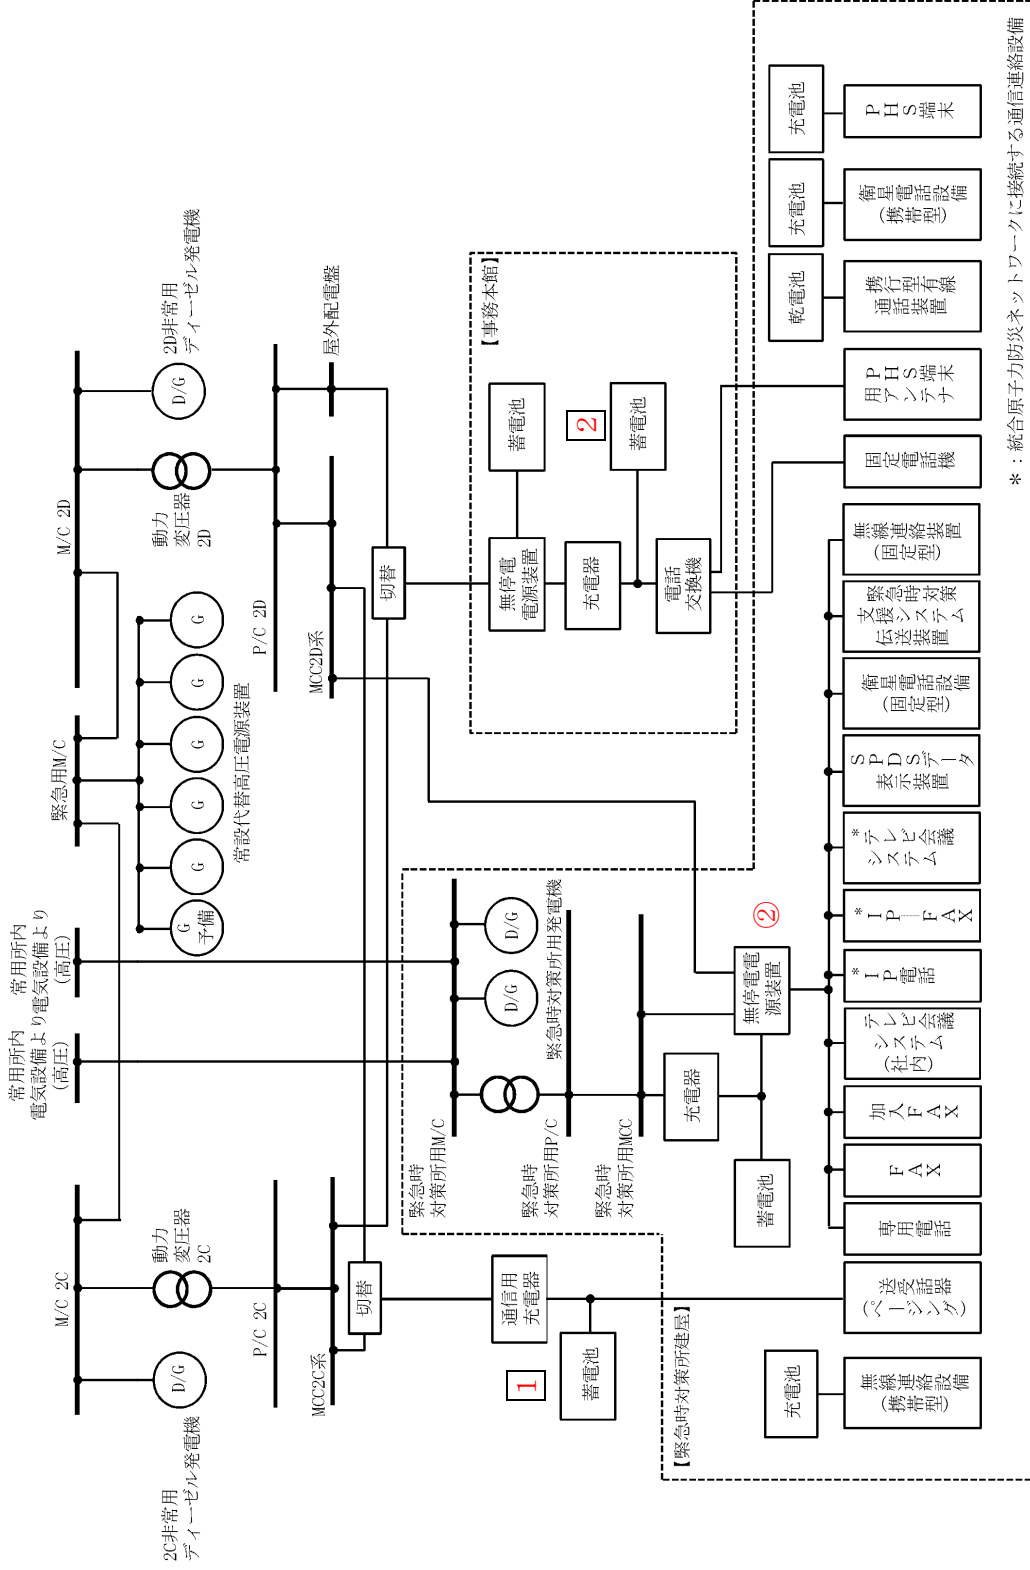 2C非常用
ディーゼル発電機
D/G
M/C 2C
動力
変圧器
2C
P/C 2C
MCC2C系
切替
通信用
充電器
1
蓄電池
常用所内
電気設備より
(高圧)
常用所内
電気設備より
(高圧)
緊急用M/C
G
予備
G
G
G
G
G
常設代替高圧電源装置
M/C 2D
動力
変圧器
2D
D/G
2D非常用
ディーゼル発電機
P/C 2D
MCC2D系
屋外配電盤
切替
緊急時
対策所用M/C
D/G
D/G
緊急時対策所用発電機
緊急時
対策所用P/C
緊急時
対策所用MCC
充電器
蓄電池
無停電電
源装置
②
【事務本館】
無停電
電源装置
蓄電池
充電器
2
蓄電池
電話
交換機
【緊急時対策所建屋】
充電池
無線連絡設備
(携帯型)
送受話器
(ページング)
専用電話
FAX
加入FAX
テレビ会議
システム
(社内)
*IP電話
*IP-FAX
*テレビ会議
システム
SPDSデータ
表示装置
衛星電話設備
(固定型)
緊急時対策
支援システム
伝送装置
無線連絡装置
(固定型)
固定電話機
PHS端末
用アンテナ
乾電池
携行型有線
通話装置
充電池
衛星電話設備
(携帯型)
充電池
PHS端末
*：統合原子力防災ネットワークに接続する通信連絡設備